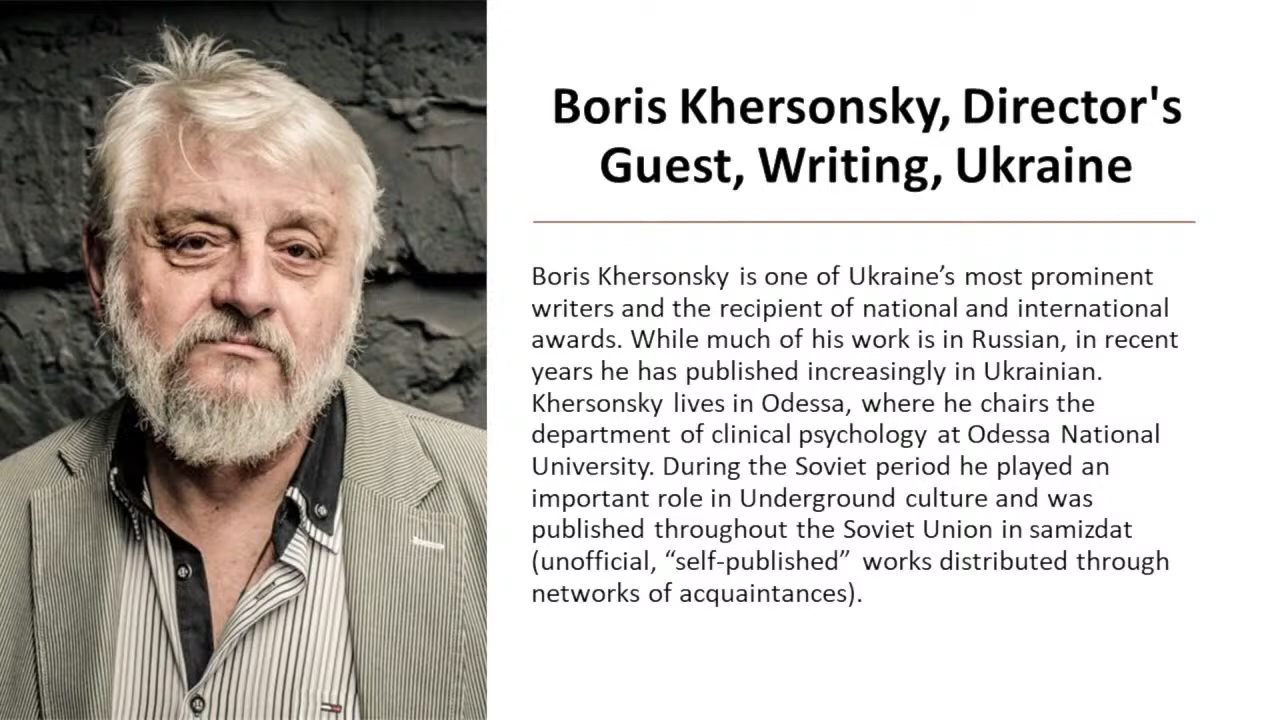 Boris Khersonsky, Director's
Guest, Writing, Ukraine
Boris Khersonsky is one of Ukraine’s most prominent
writers and the recipient of national and international
awards. While much of his work is in Russian, in recent
years he has published increasingly in Ukrainian.
Khersonsky lives in Odessa, where he chairs the
department of clinical psychology at Odessa National
University. During the Soviet period he played an
important role in Underground culture and was
published throughout the Soviet Union in samizdat
(unofficial, “self-published” works distributed through
networks of acquaintances).